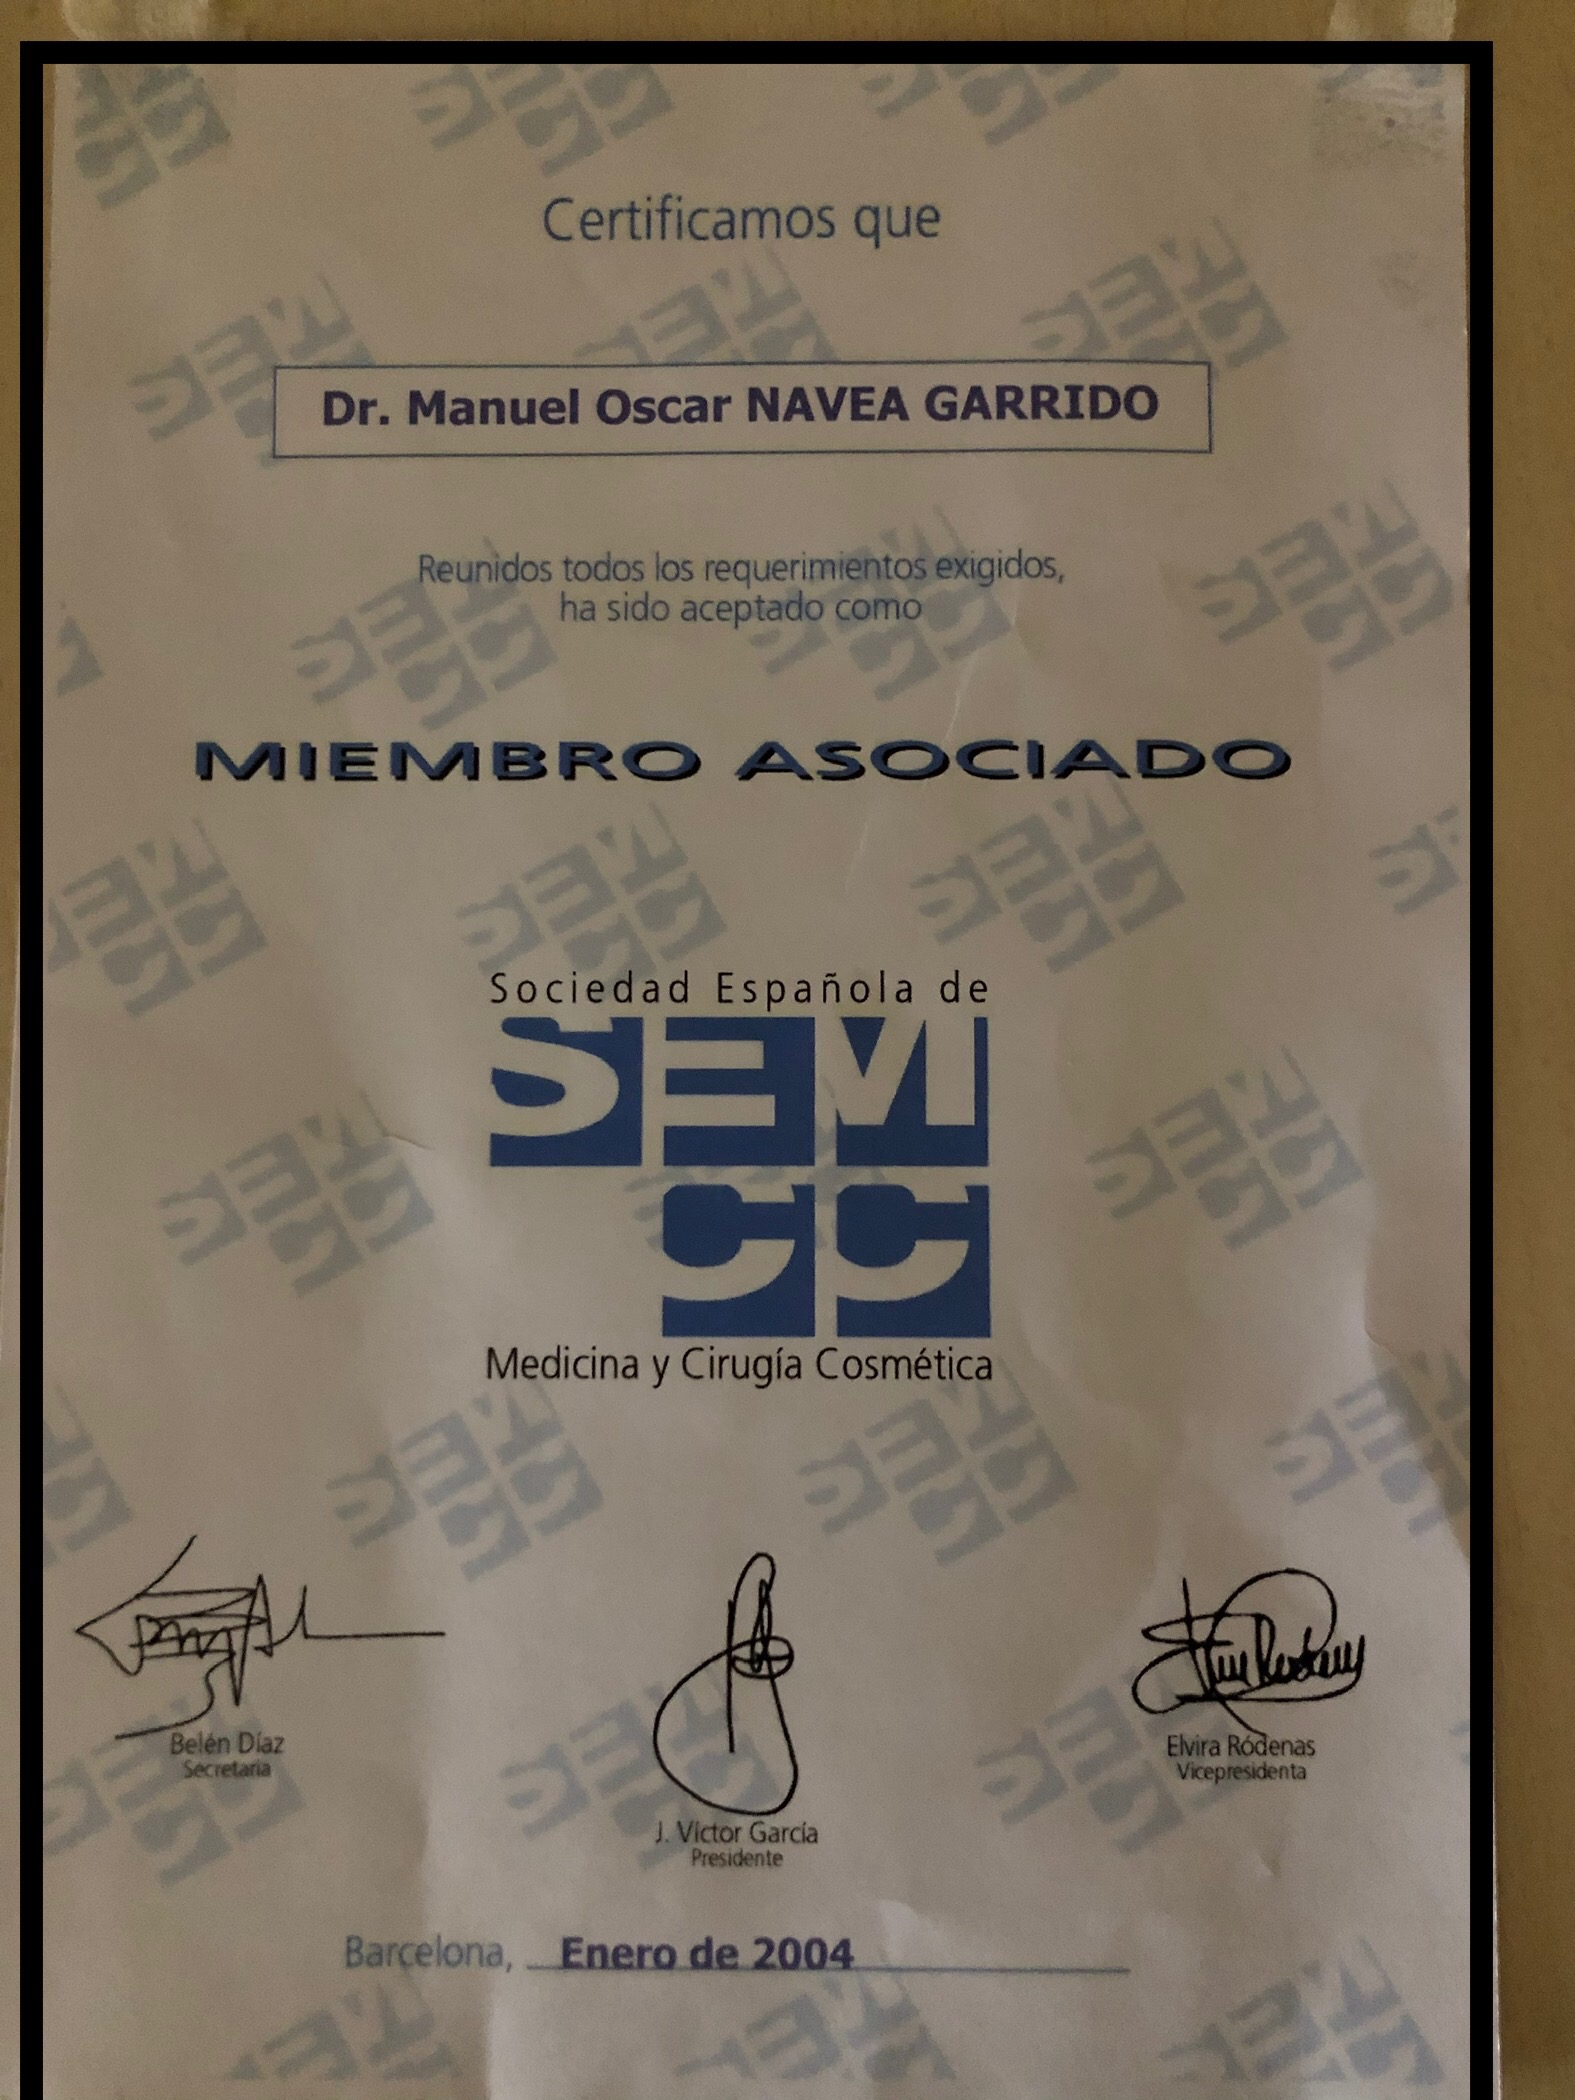 Certificamos que
Dr. Manuel Oscar NAVEA GARRIDO
Reunidos todos los requerimientos exigidos,
ha sido aceptado como
MIEMBRO ASOCIADO
Sociedad Española de
SEM
CC
Medicina y Cirugía Cosmética
Belén Díaz
Secretaria
Elvira Ródenas
Vicepresidenta
J. Víctor García
Presidente
Barcelona, Enero de 2004